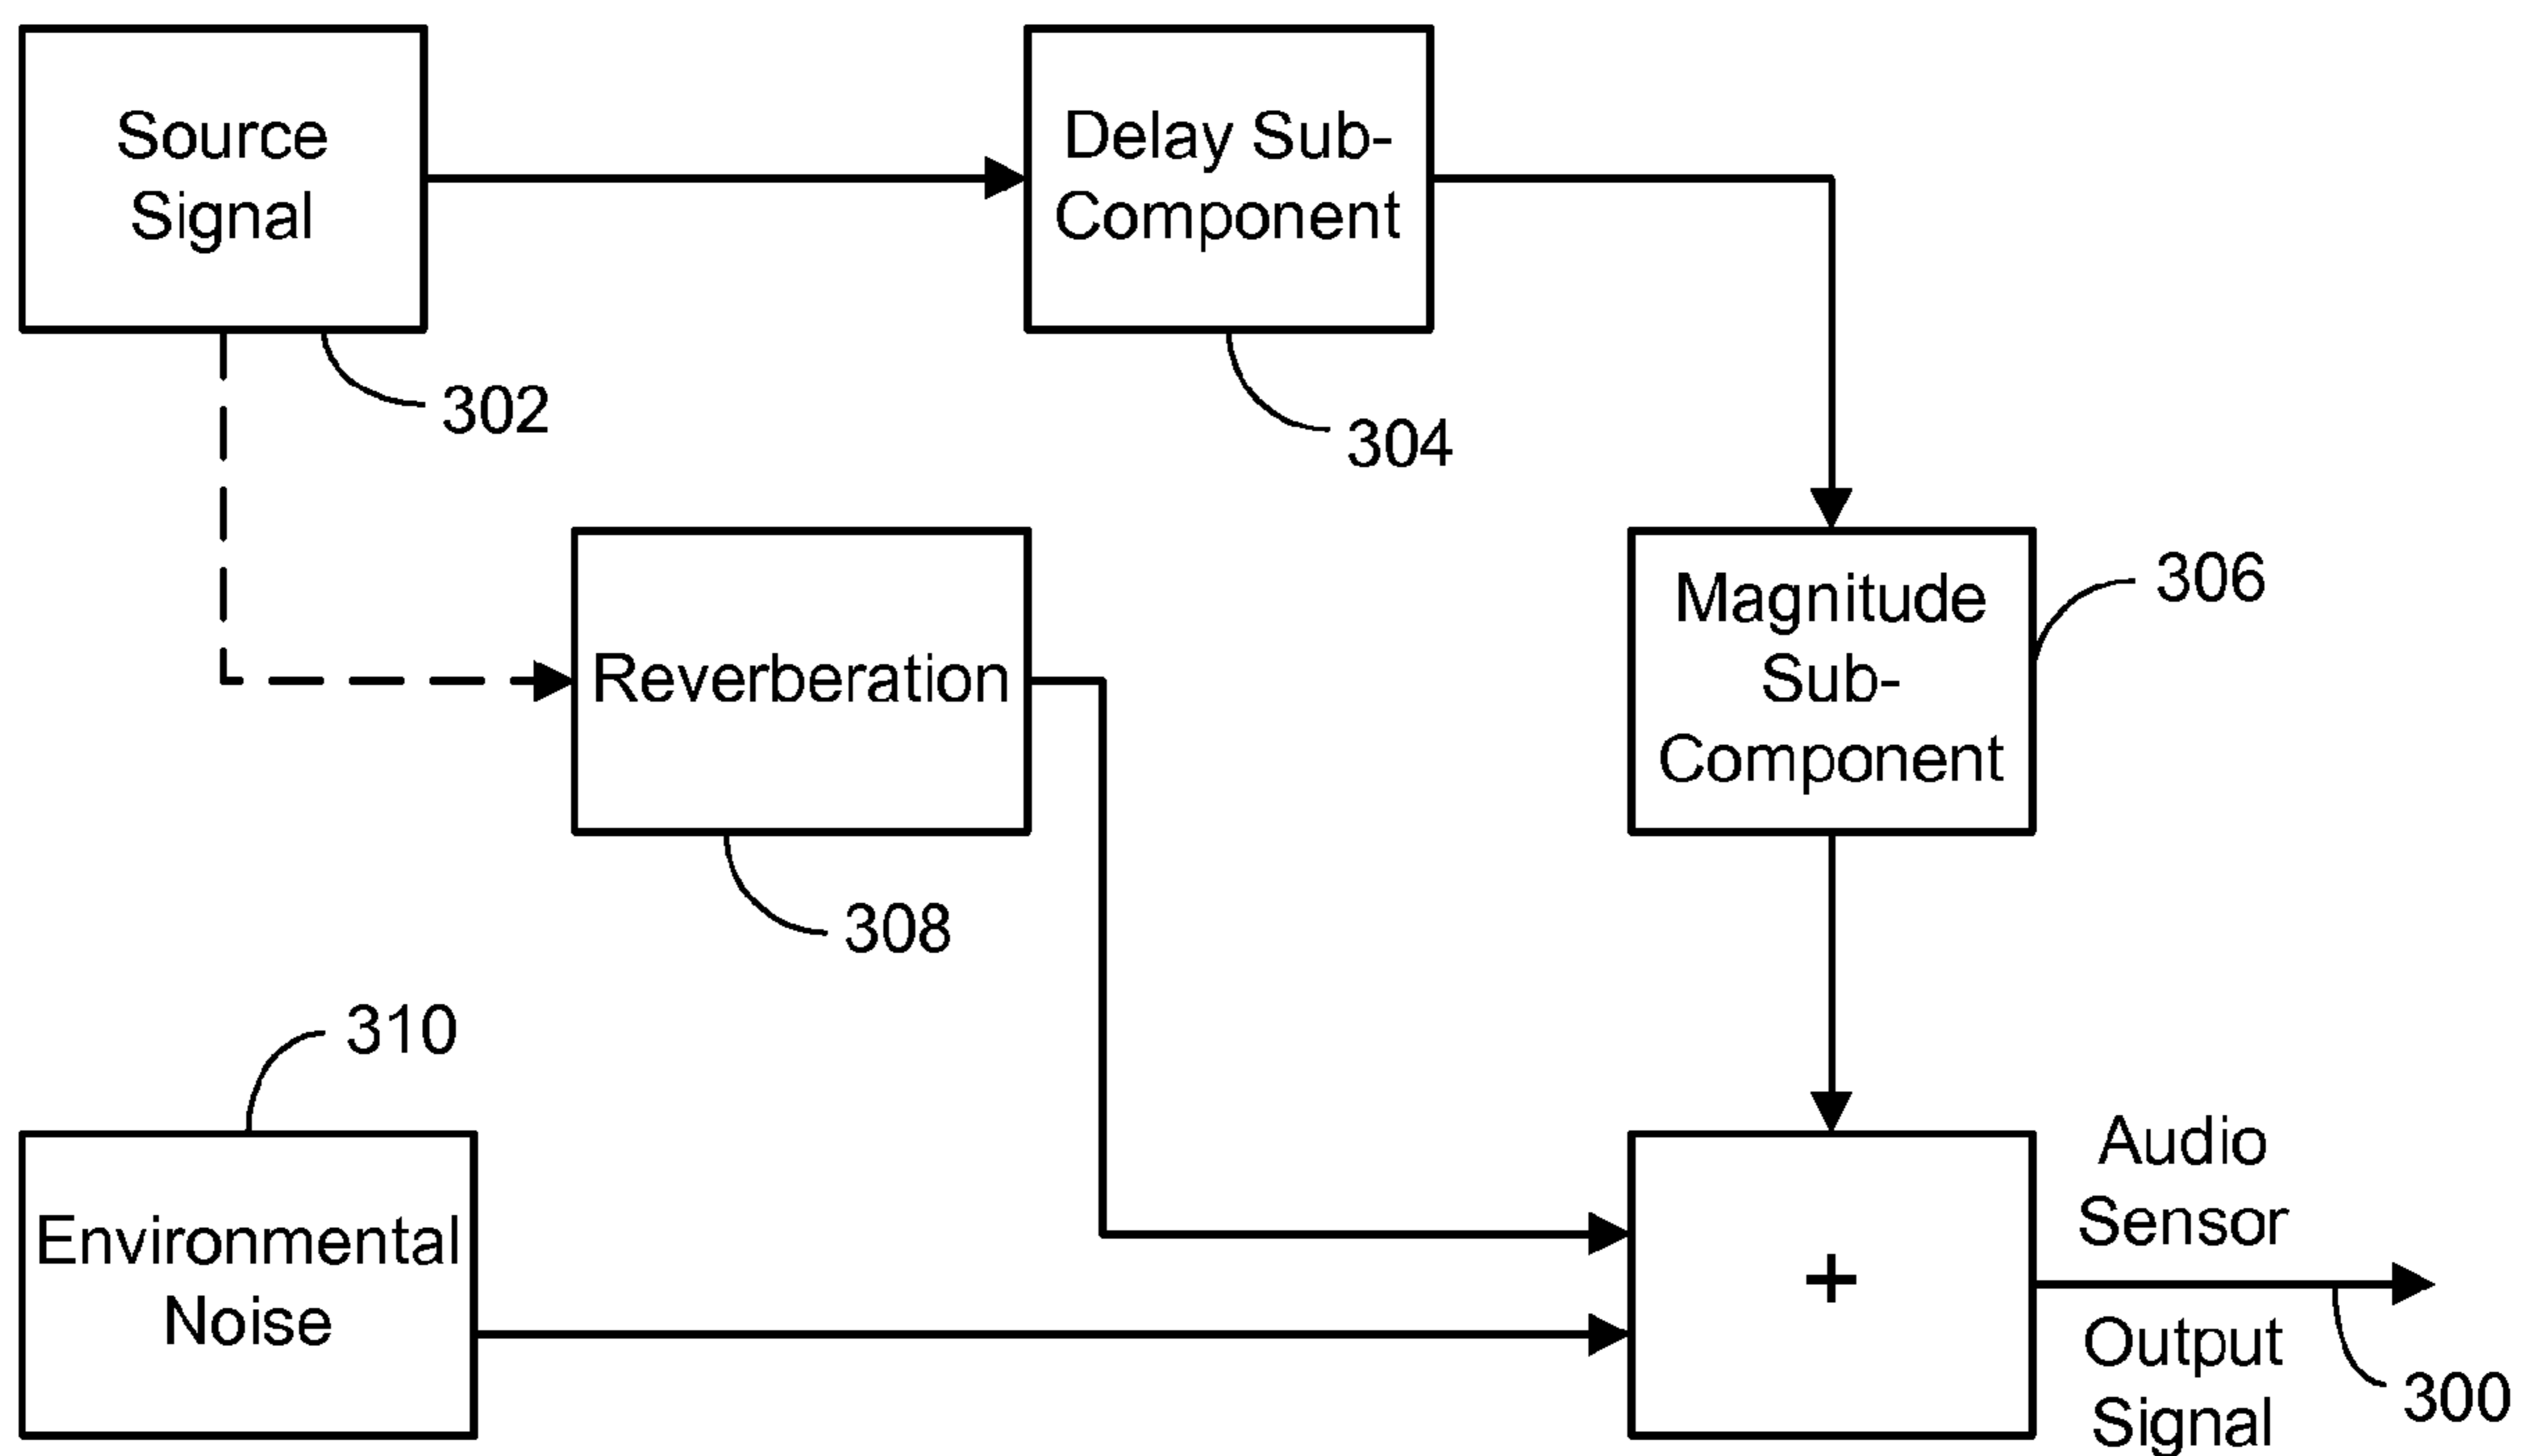 Source
Signal
302
Delay Sub-
Component
304
Magnitude
Sub-
Component
306
Reverberation
308
310
Environmental
Noise
+
Audio
Sensor
Output
Signal
300